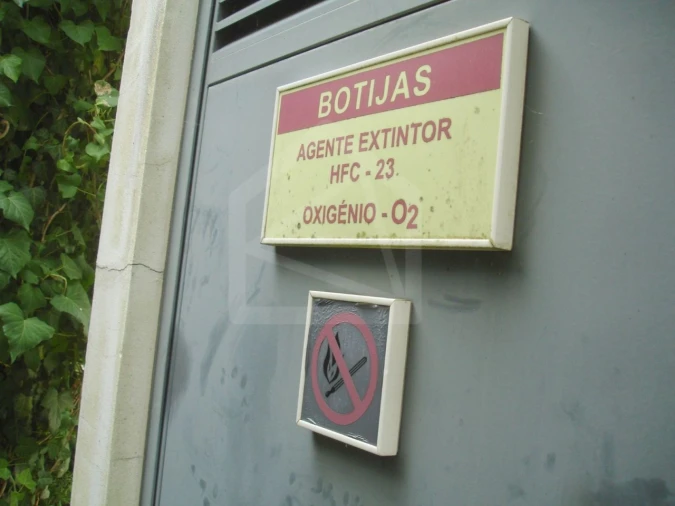 BOTIJAS
AGENTE EXTINTOR
HFC - 23
OXIGÉNIO - O2